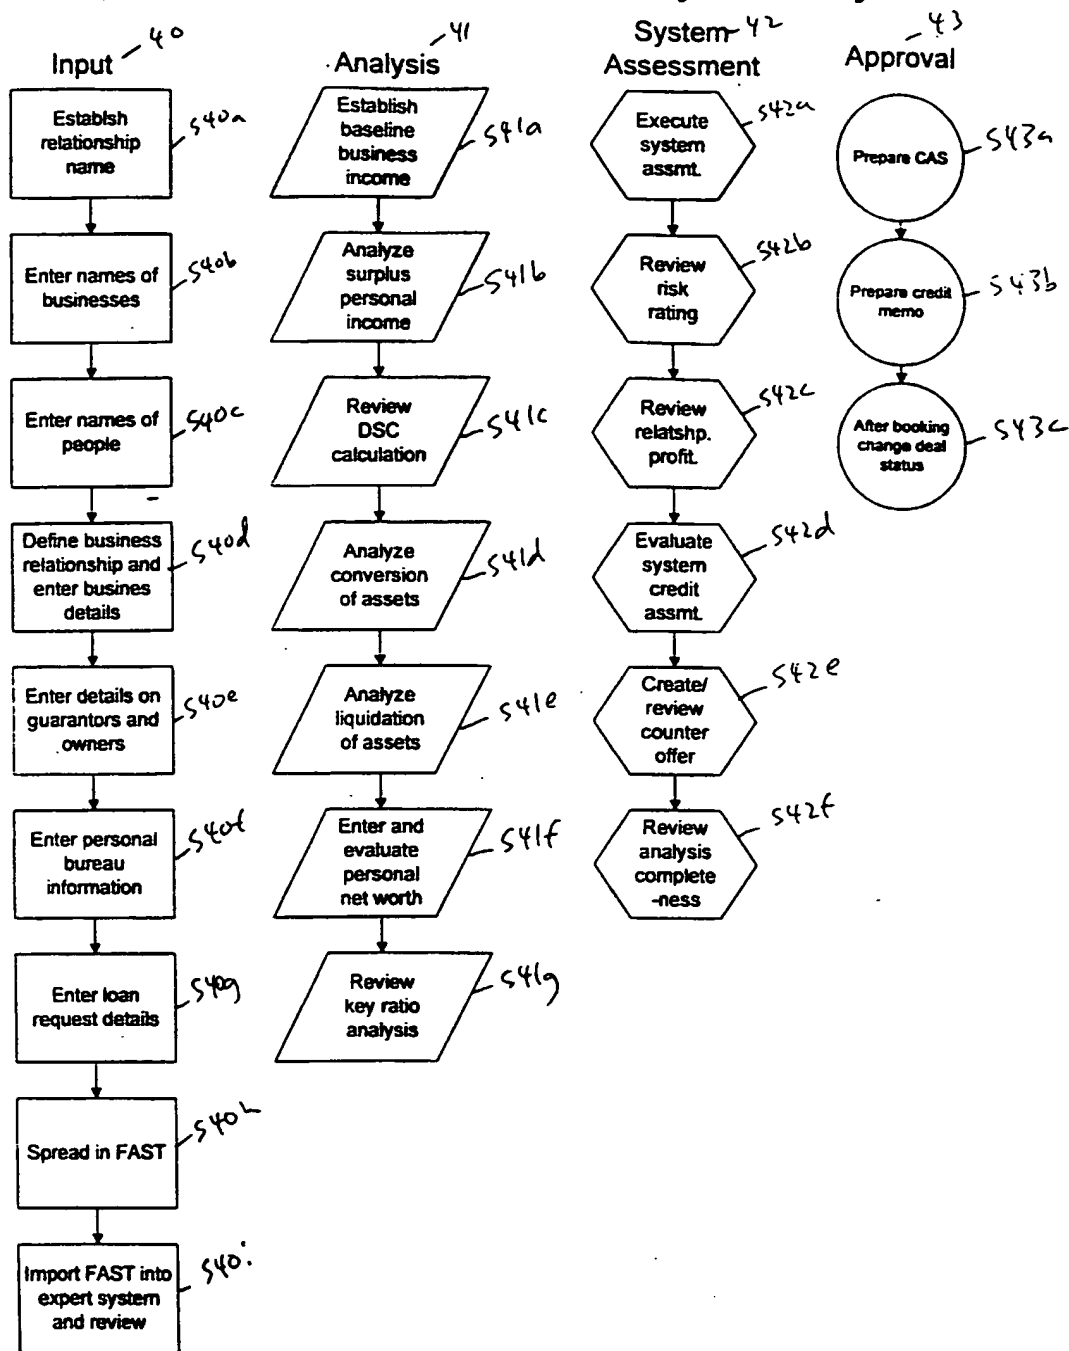 Input
40
Establsh
relationship
name
S40a
Enter names of
businesses
S40b
Enter names of
people
S40c
Define business
relationship and
enter busines
details
S40d
Enter details on
guarantors and
owners
S40e
Enter personal
bureau
information
S40f
Enter loan
request details
S40g
Spread in FAST
S40h
Import FAST into
expert system
and review
S40i
Analysis
41
Establish
baseline
business
income
S41a
Analyze
surplus
personal
income
S41b
Review
DSC
calculation
S41c
Analyze
conversion
of assets
S41d
Analyze
liquidation
of assets
S41e
Enter and
evaluate
personal
net worth
S41f
Review
key ratio
analysis
S41g
System
Assessment
42
Execute
system
assmt.
S42a
Review
risk
rating
S42b
Review
relatshp.
profit.
S42c
Evaluate
system
credit
assmt.
S42d
Create/
review
counter
offer
S42e
Review
analysis
complete
-ness
S42f
Approval
43
Prepare CAS
S43a
Prepare credit
memo
S43b
After booking
change deal
status
S43c